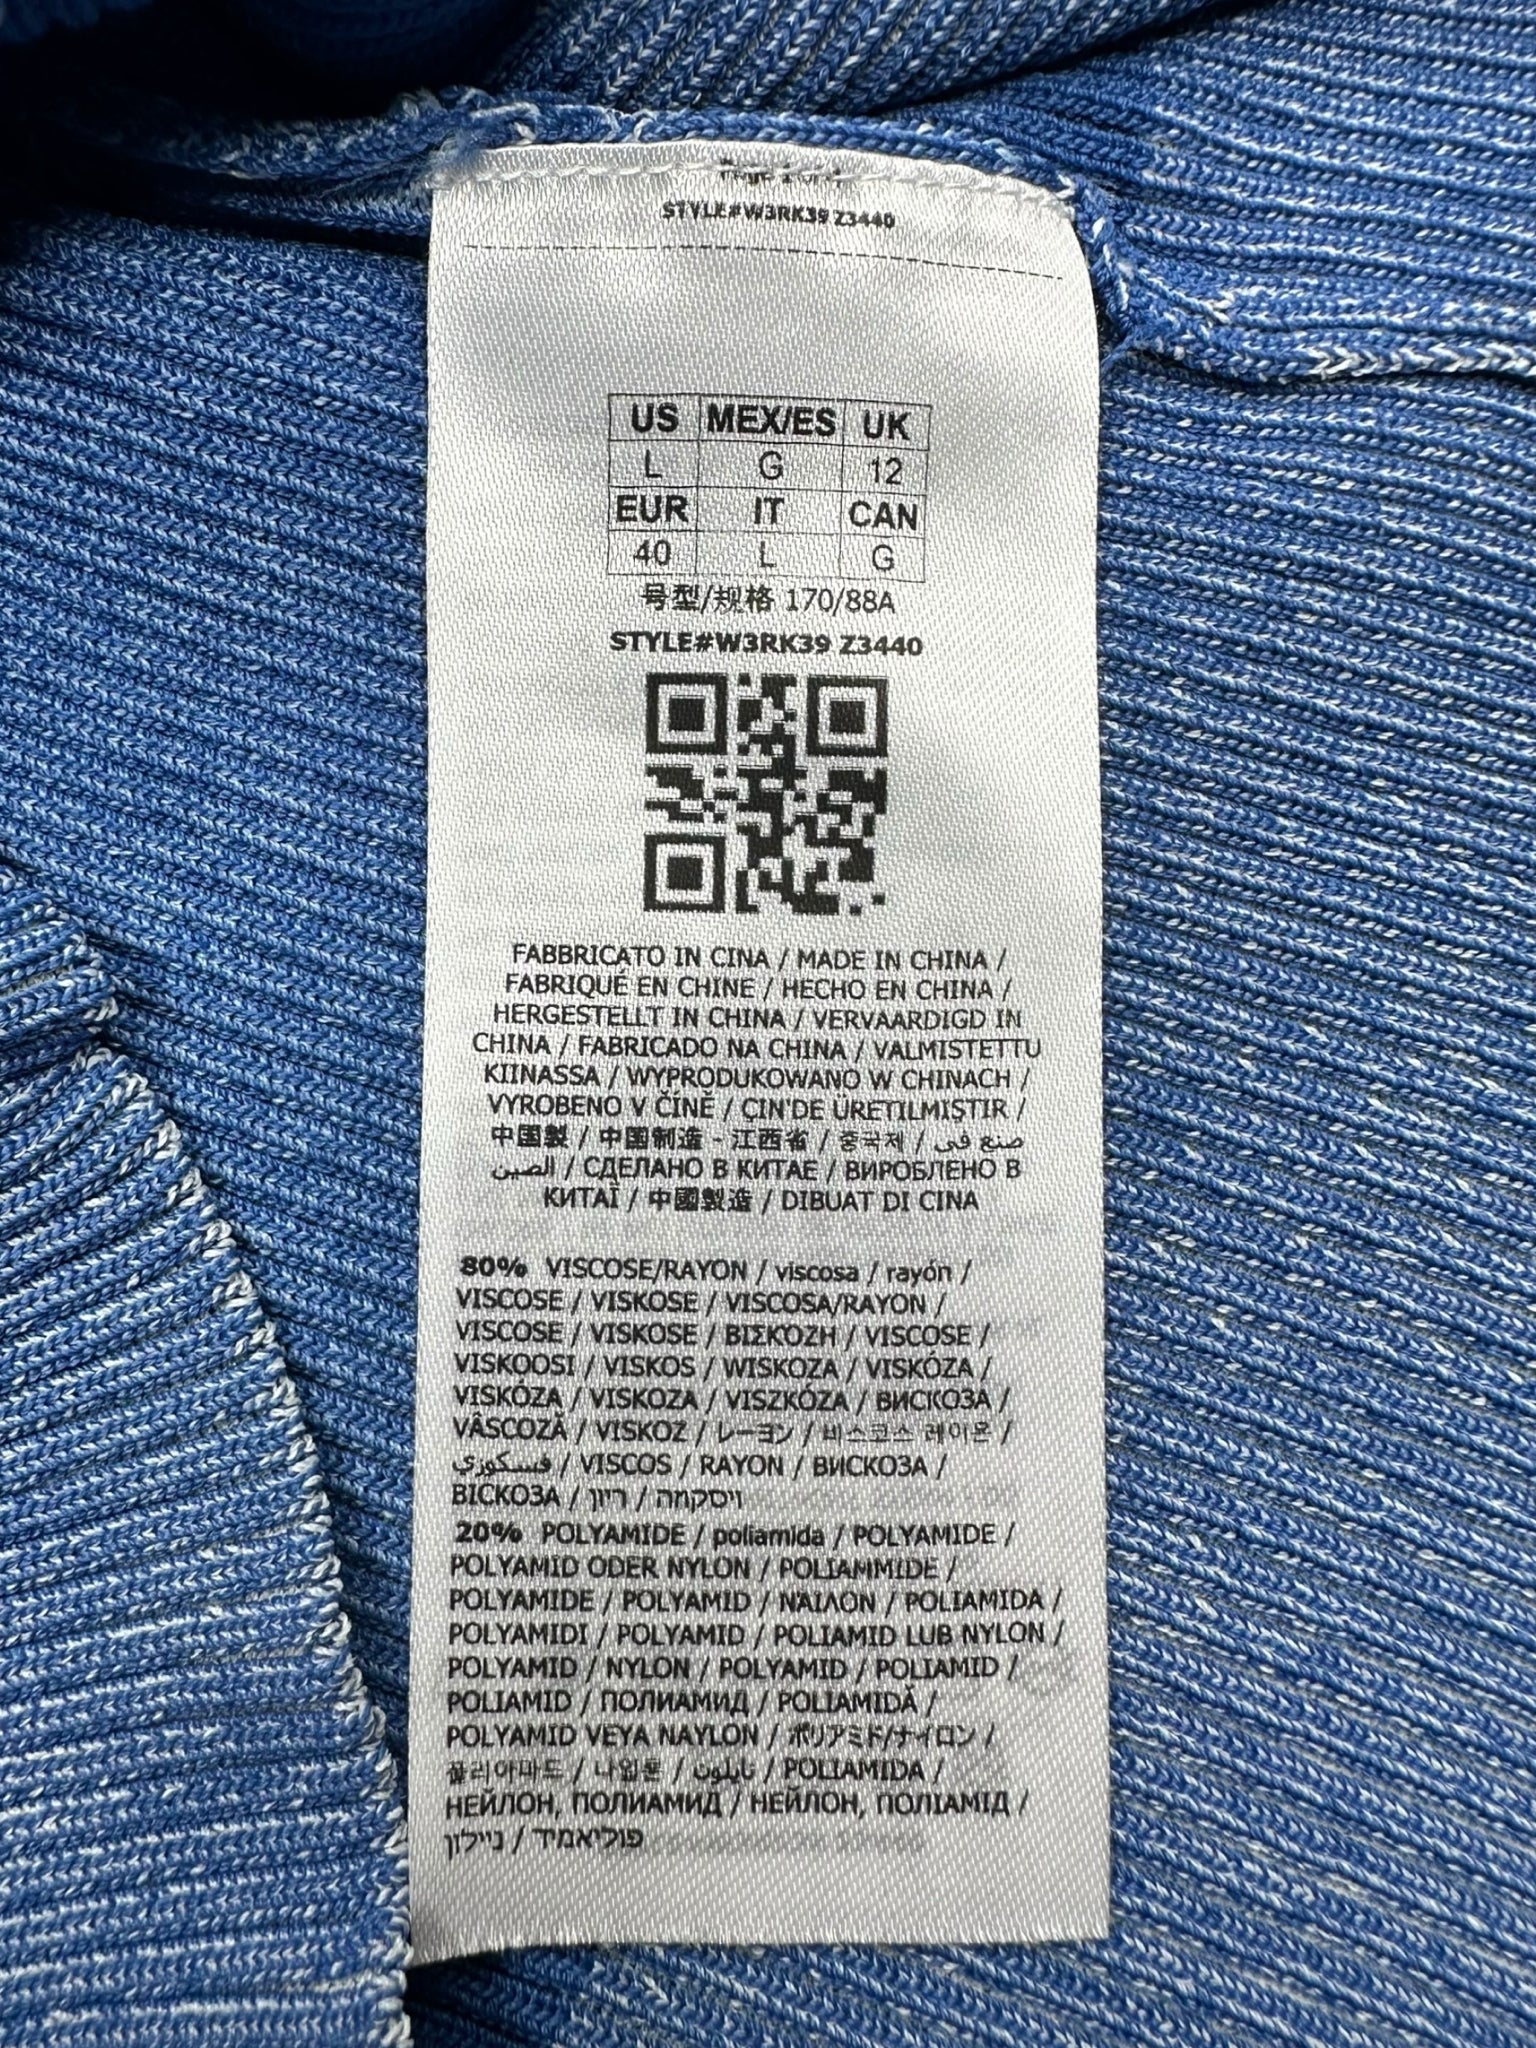 STYLE#W3RK39 Z3440
US MEX/ES UK
L G 12
EUR IT CAN
40 L G
号型/规格 170/88A
STYLE#W3RK39 Z3440
FABBRICATO IN CINA / MADE IN CHINA /
FABRIQUÉ EN CHINE / HECHO EN CHINA /
HERGESTELLT IN CHINA / VERVAARDIGD IN
CHINA / FABRICADO NA CHINA / VALMISTETTU
KIINASSA / WYPRODUKOWANO W CHINACH /
VYROBENO V ČÍNĚ / ÇIN'DE ÜRETILMIŞTIR /
中国製 / 中国制造 - 江西省 / 중국제 / صنع في
الصين / СДЕЛАНО В КИТАЕ / ВИРОБЛЕНО В
КИТАЇ / 中國製造 / DIBUAT DI CINA
80% VISCOSE/RAYON / viscosa / rayón /
VISCOSE / VISKOSE / VISCOSA/RAYON /
VISCOSE / VISKOSE / ΒΙΣΚΟΖΗ / VISCOSE /
VISKOOSI / VISKOS / WISKOZA / VISKÓZA /
VISKÓZA / VISKOZA / VISZKÓZA / ВИСКОЗА /
VÂSCOZĂ / VISKOZ / レーヨン / 비스코스 레이온 /
فسكوزي / VISCOS / RAYON / ВИСКОЗА /
ВІСКОЗА / ריון / ויסקמה
20% POLYAMIDE / poliamida / POLYAMIDE /
POLYAMID ODER NYLON / POLIAMMIDE /
POLYAMIDE / POLYAMID / ΝΑΙΛΟΝ / POLIAMIDA /
POLYAMIDI / POLYAMID / POLIAMID LUB NYLON /
POLYAMID / NYLON / POLYAMID / POLIAMID /
POLIAMID / ПОЛИАМИД / POLIAMIDĂ /
POLYAMID VEYA NAYLON / ポリアミド/ナイロン /
폴리아마드 / 나일론 / نايلون / POLIAMIDA /
НЕЙЛОН, ПОЛИАМИД / НЕЙЛОН, ПОЛІАМІД /
ניילון / פוליאמיד